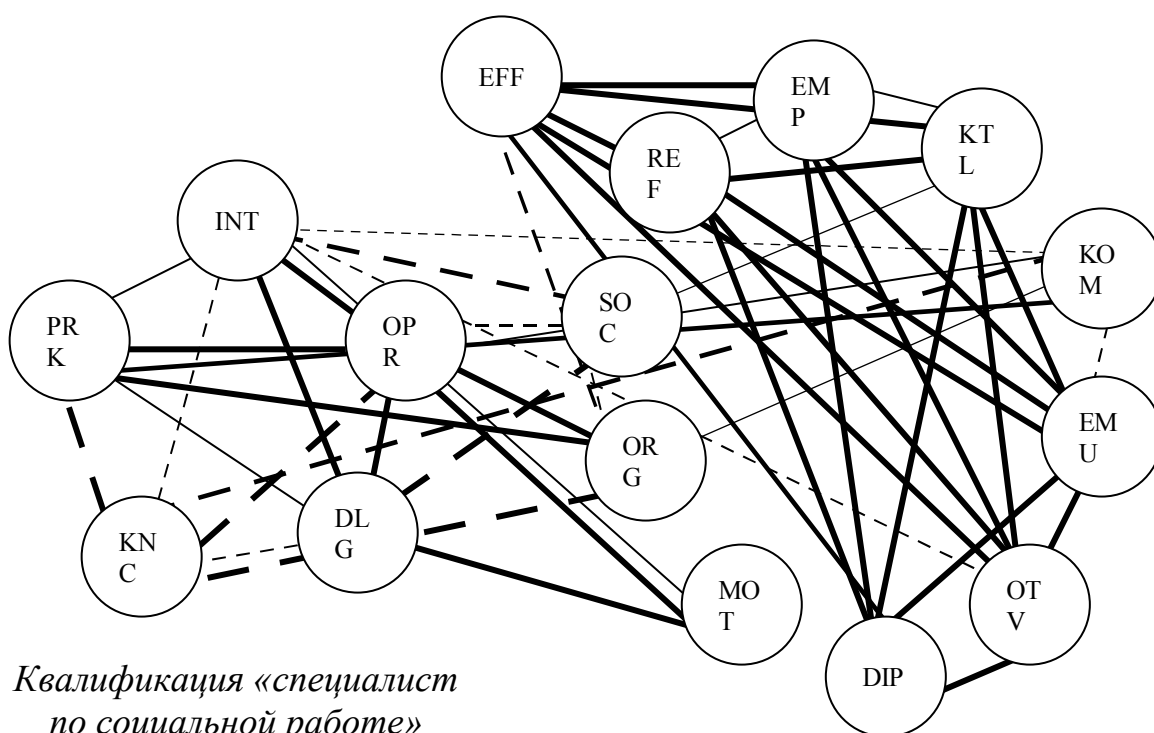 EFF
EM
P
KT
L
RE
F
INT
KO
M
SO
C
PR
K
OP
R
EM
U
OR
G
DL
G
KN
C
MO
T
OT
V
DIP
Квалификация «специалист
по социальной работе»